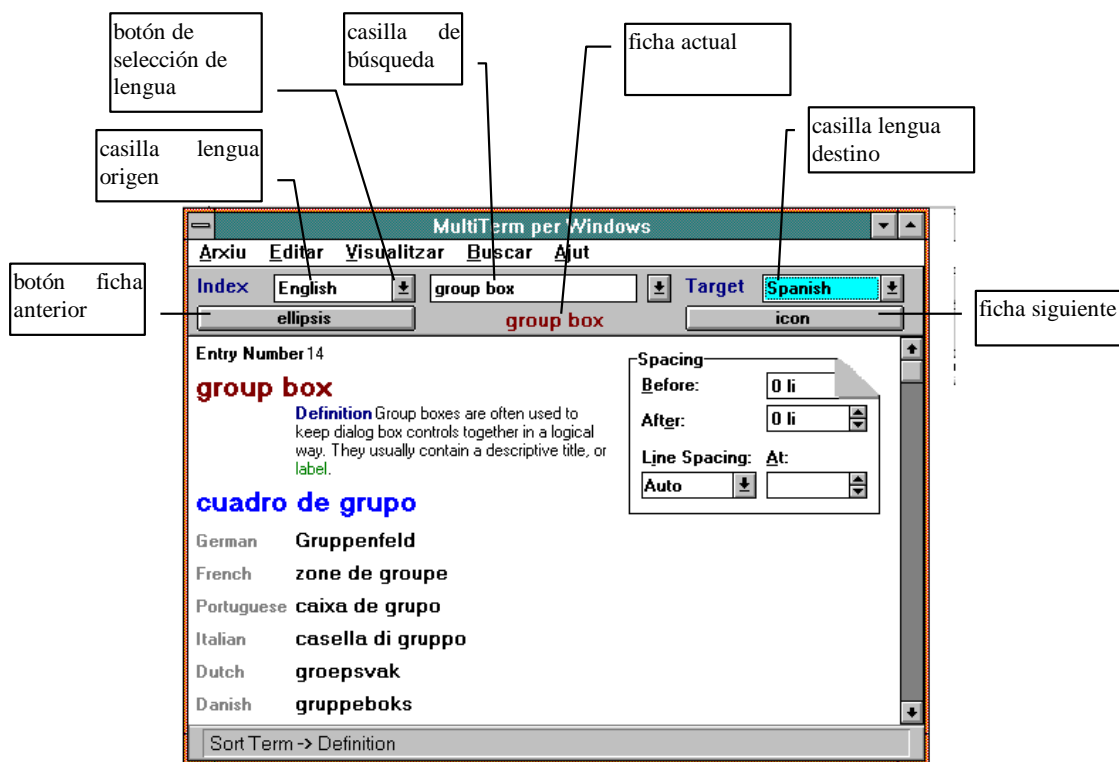 botón de
selección de
lengua
casilla de
búsqueda
ficha actual
casilla lengua
origen
casilla lengua
destino
botón ficha
anterior
ficha siguiente
MultiTerm per Windows
Arxiu Editar Visualitzar Buscar Ajut
Index English group box Target Spanish
ellipsis group box icon
Entry Number 14
group box
Definition Group boxes are often used to
keep dialog box controls together in a logical
way. They usually contain a descriptive title, or
label.
cuadro de grupo
German Gruppenfeld
French zone de groupe
Portuguese caixa de grupo
Italian casella di gruppo
Dutch groepsvak
Danish gruppeboks
Spacing
Before: 0 li
After: 0 li
Line Spacing: At:
Auto
Sort Term -> Definition